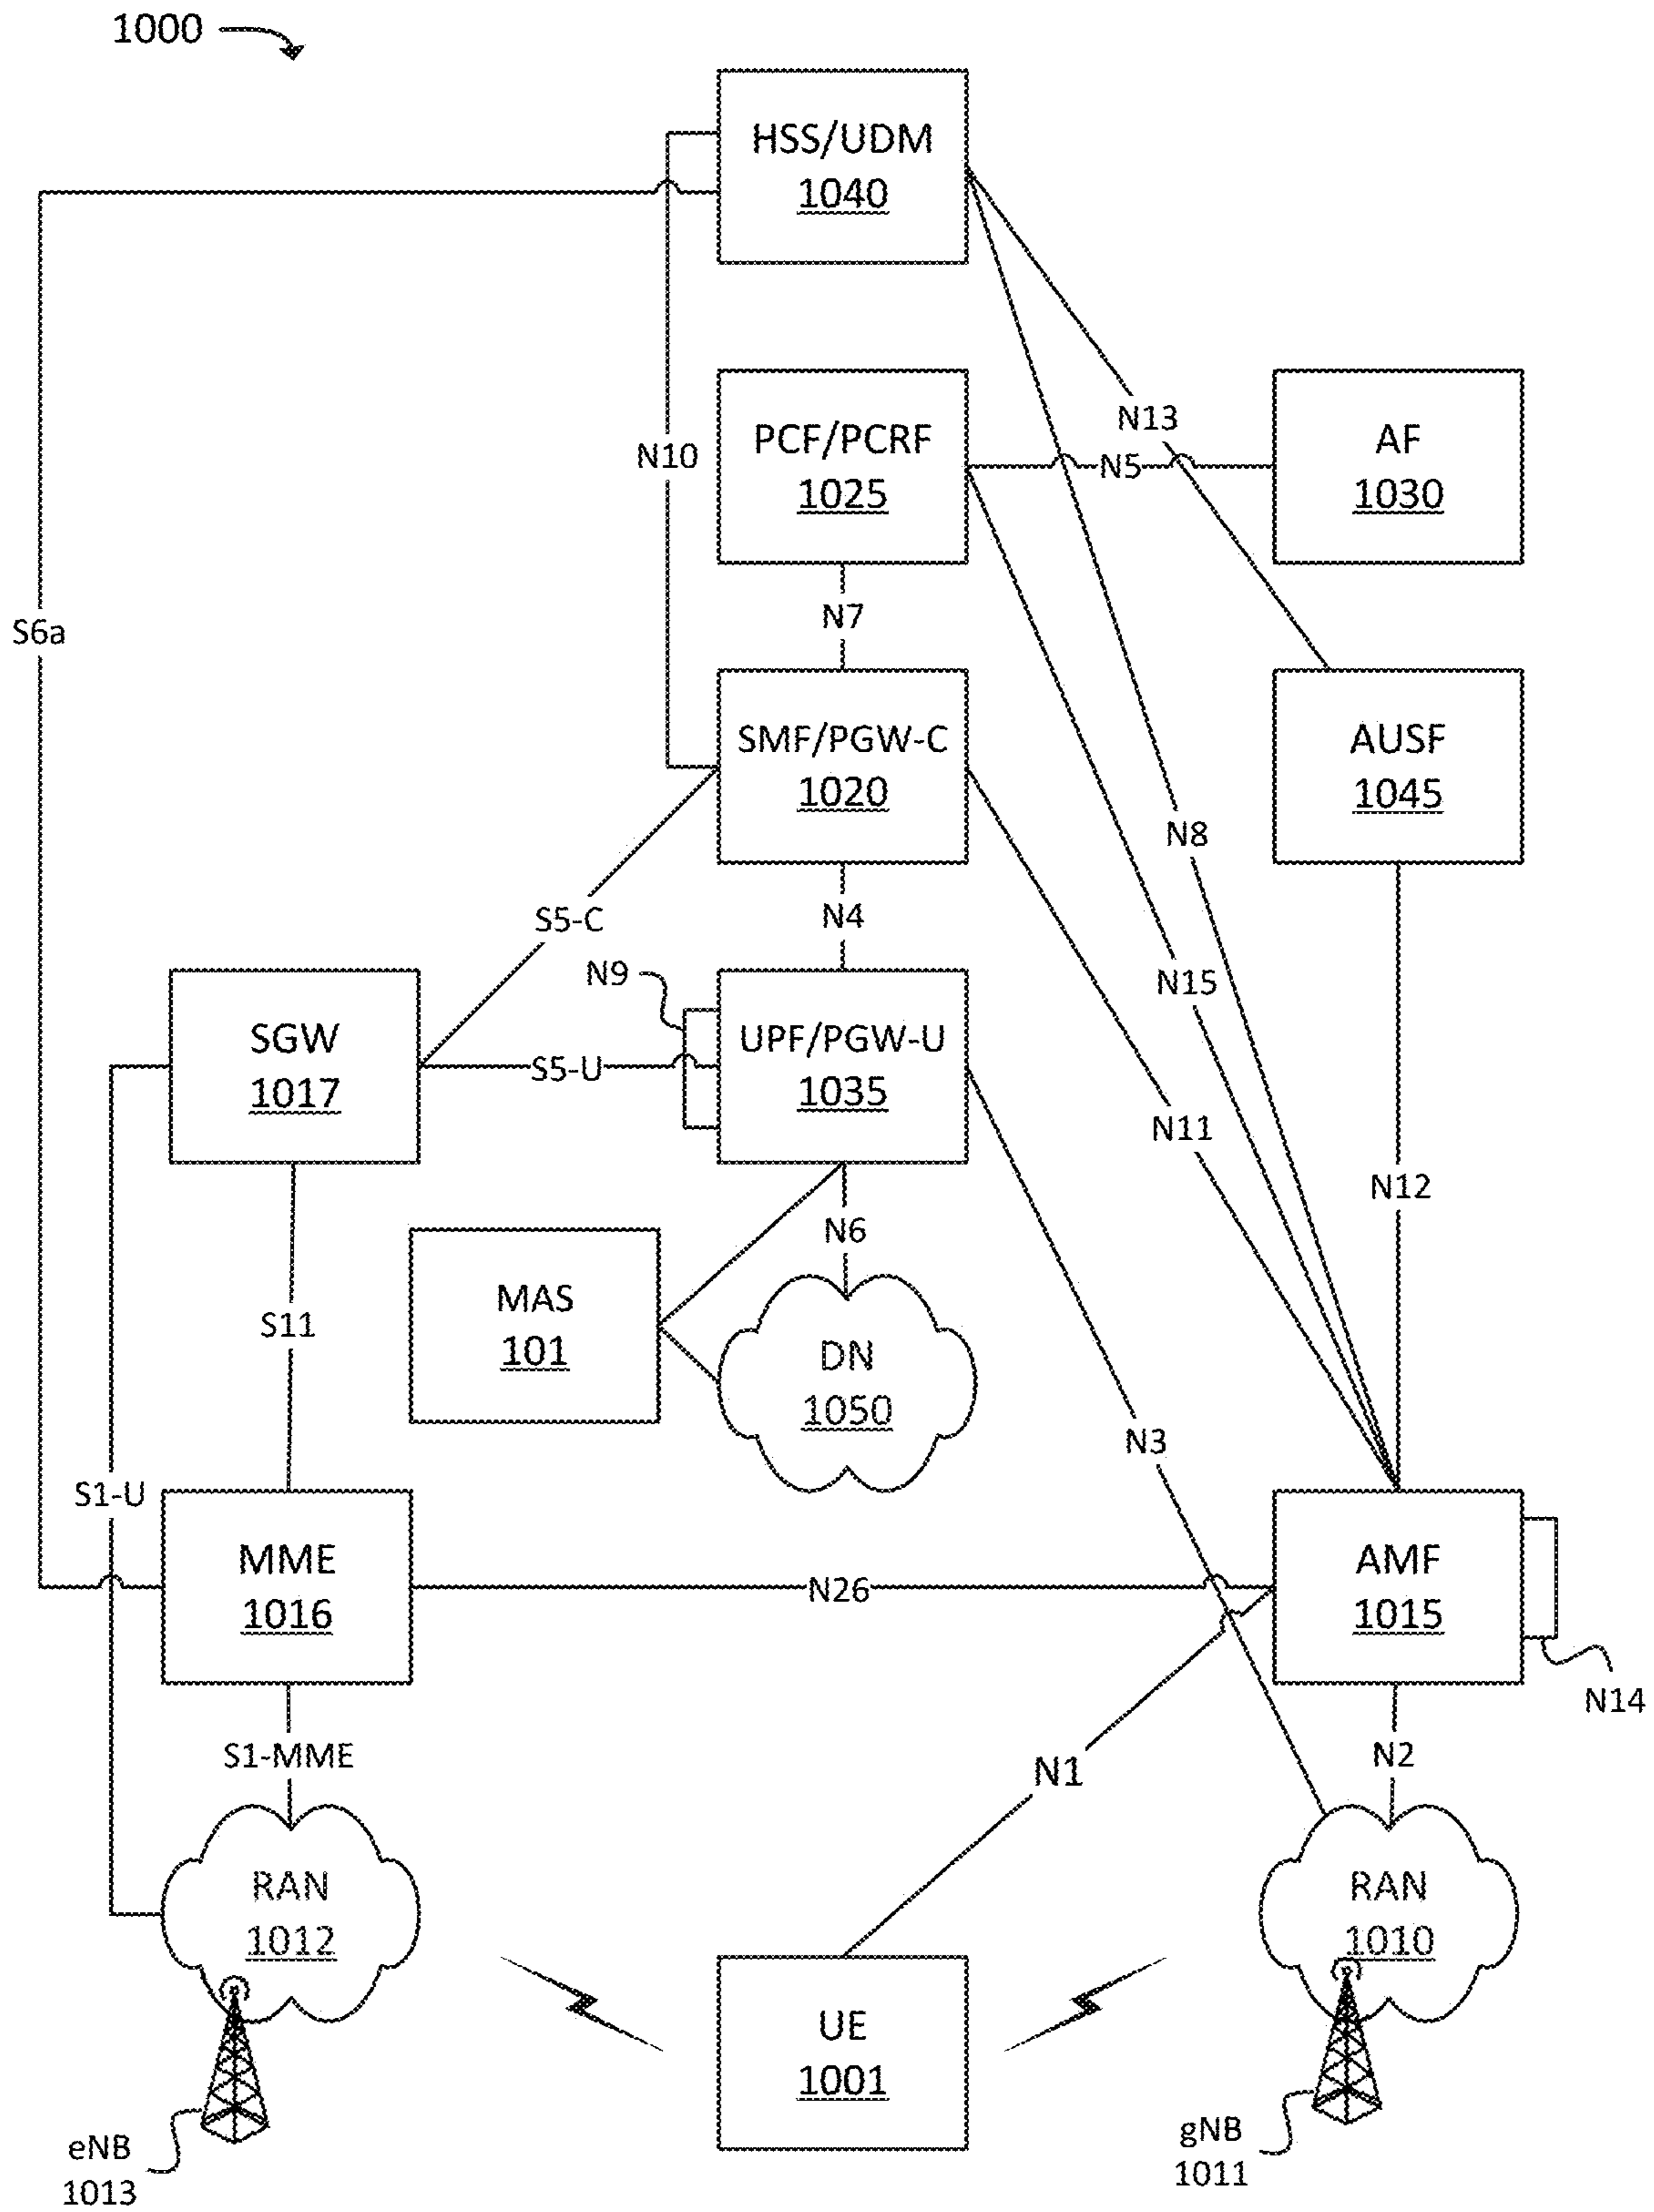 1000
HSS/UDM
1040
N13
PCF/PCRF
1025
N5
AF
1030
N10
N7
S6a
SMF/PGW-C
1020
AUSF
1045
N8
S5-C
N4
N9
N15
SGW
1017
S5-U
UPF/PGW-U
1035
N11
N12
N6
MAS
101
S11
DN
1050
N3
S1-U
MME
1016
N26
AMF
1015
N14
S1-MME
N1
N2
RAN
1012
RAN
1010
UE
1001
eNB
1013
gNB
1011